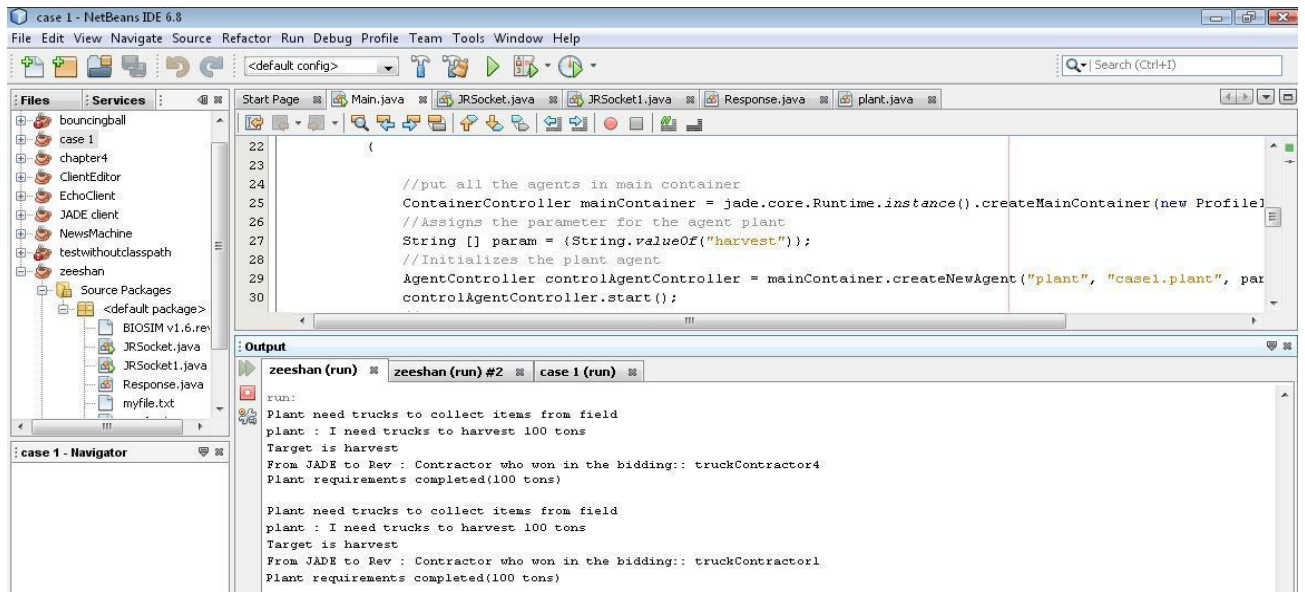 case 1 - NetBeans IDE 6.8
File Edit View Navigate Source Refactor Run Debug Profile Team Tools Window Help
<default config>
Search (Ctrl+I)
Files Services
bouncingball
case 1
chapter4
ClientEditor
EchoClient
JADE client
NewsMachine
testwithoutclasspath
zeeshan
Source Packages
<default package>
BIOSIM v1.6.rev
JRSocket.java
JRSocket1.java
Response.java
myfile.txt
case 1 - Navigator
Start Page Main.java JRSocket.java JRSocket1.java Response.java plant.java
22 {
23
24 //put all the agents in main container
25 ContainerController mainContainer = jade.core.Runtime.instance().createMainContainer(new ProfileI
26 //Assigns the parameter for the agent plant
27 String [] param = {String.valueOf("harvest")};
28 //Initializes the plant agent
29 AgentController controlAgentController = mainContainer.createNewAgent("plant", "case1.plant", par
30 controlAgentController.start();
Output
zeeshan (run) zeeshan (run) #2 case 1 (run)
run:
Plant need trucks to collect items from field
plant : I need trucks to harvest 100 tons
Target is harvest
From JADE to Rev : Contractor who won in the bidding:: truckContractor4
Plant requirements completed(100 tons)
Plant need trucks to collect items from field
plant : I need trucks to harvest 100 tons
Target is harvest
From JADE to Rev : Contractor who won in the bidding:: truckContractor1
Plant requirements completed(100 tons)